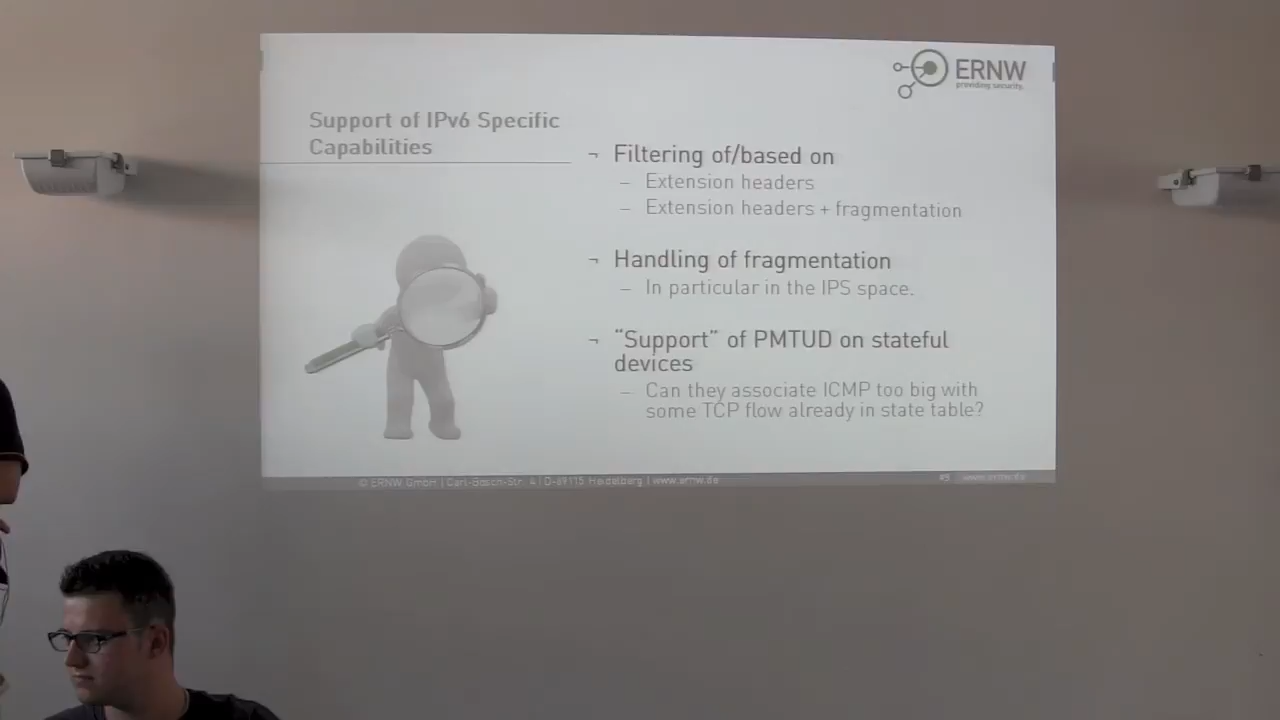 ERNW
providing security.
Support of IPv6 Specific
Capabilities
¬ Filtering of/based on
– Extension headers
– Extension headers + fragmentation
¬ Handling of fragmentation
– In particular in the IPS space.
¬ “Support” of PMTUD on stateful
devices
– Can they associate ICMP too big with
some TCP flow already in state table?
© ERNW GmbH | Carl-Bosch-Str. 4 | D-69115 Heidelberg | www.ernw.de
www.ernw.de